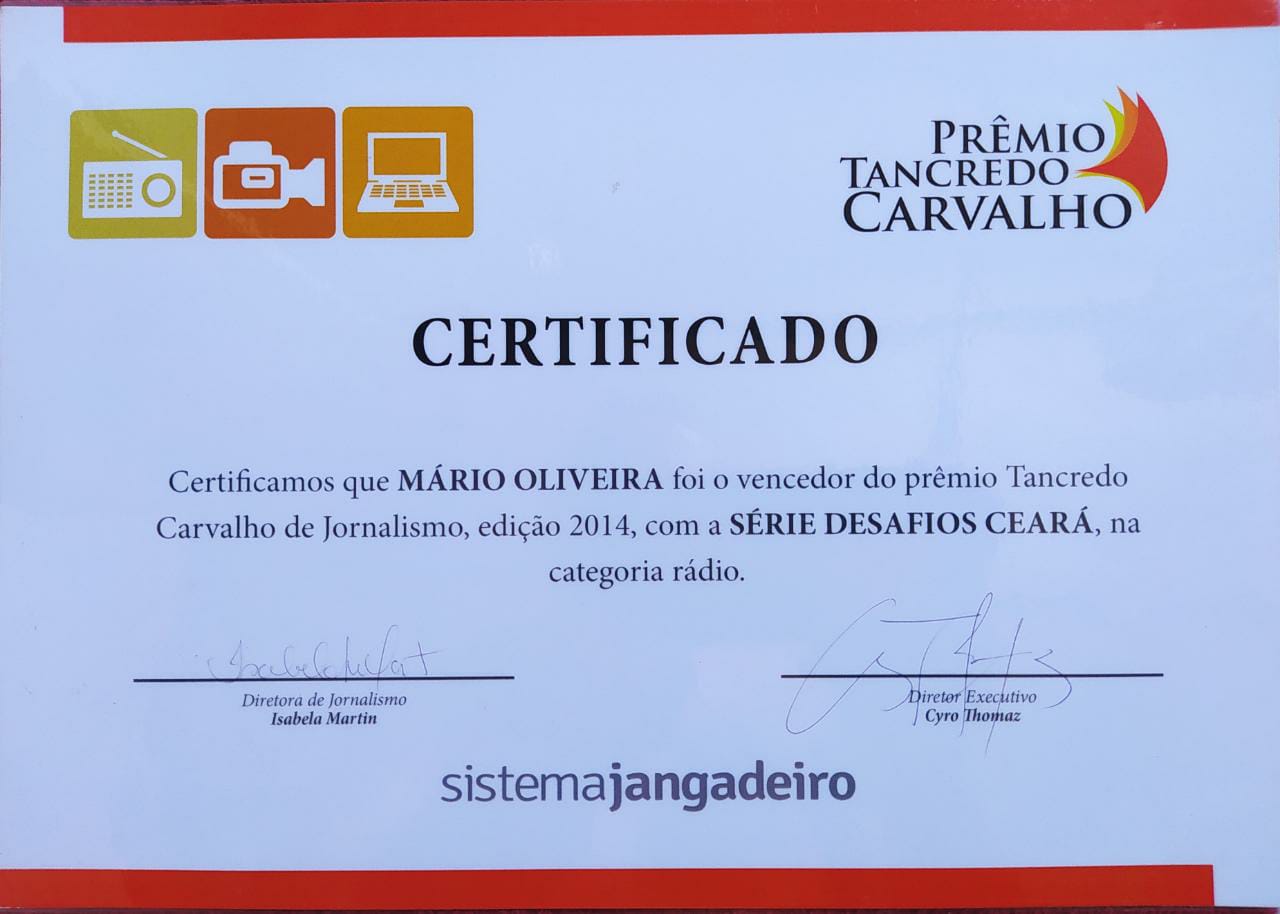 PRÊMIO
TANCREDO
CARVALHO
CERTIFICADO
Certificamos que MÁRIO OLIVEIRA foi o vencedor do prêmio Tancredo
Carvalho de Jornalismo, edição 2014, com a SÉRIE DESAFIOS CEARÁ, na
categoria rádio.
Diretora de Jornalismo
Isabela Martin
Diretor Executivo
Cyro Thomaz
sistemajangadeiro